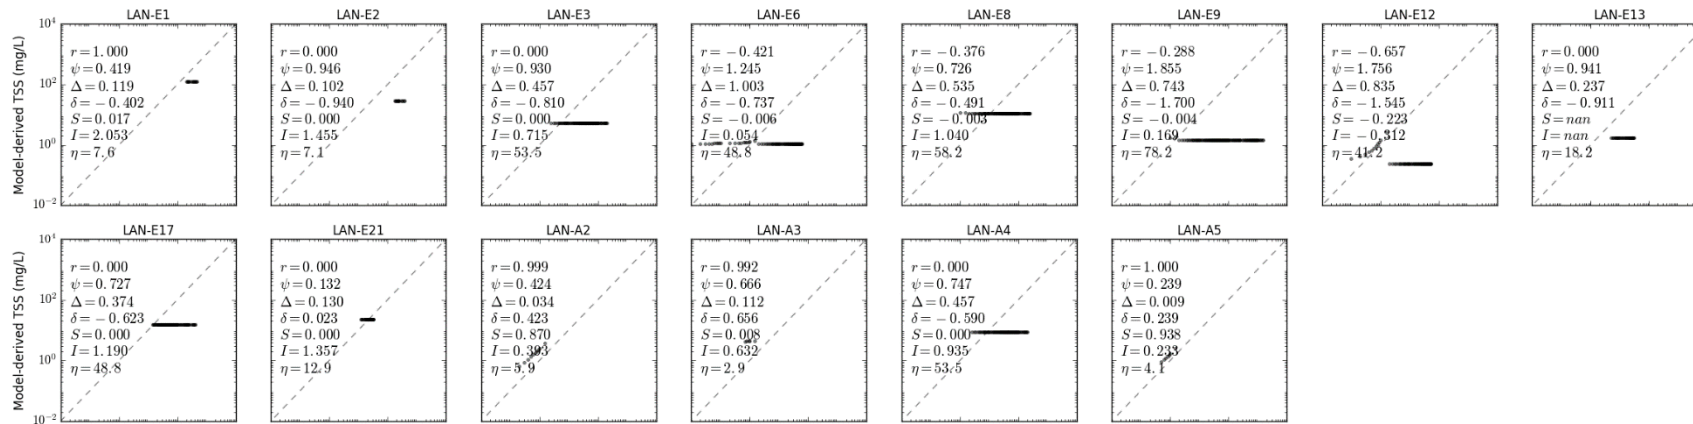 LAN-E1
r = 1.000
ψ = 0.419
Δ = 0.119
δ = −0.402
S = 0.017
I = 2.053
η = 7.6
LAN-E2
r = 0.000
ψ = 0.946
Δ = 0.102
δ = −0.940
S = 0.000
I = 1.455
η = 7.1
LAN-E3
r = 0.000
ψ = 0.930
Δ = 0.457
δ = −0.810
S = 0.000
I = 0.715
η = 53.5
LAN-E6
r = −0.421
ψ = 1.245
Δ = 1.003
δ = −0.737
S = −0.006
I = 0.054
η = 48.8
LAN-E8
r = −0.376
ψ = 0.726
Δ = 0.535
δ = −0.491
S = −0.003
I = 1.040
η = 58.2
LAN-E9
r = −0.288
ψ = 1.855
Δ = 0.743
δ = −1.700
S = −0.004
I = 0.169
η = 78.2
LAN-E12
r = −0.657
ψ = 1.756
Δ = 0.835
δ = −1.545
S = −0.223
I = −0.312
η = 41.2
LAN-E13
r = 0.000
ψ = 0.941
Δ = 0.237
δ = −0.911
S = nan
I = nan
η = 18.2
Model-derived TSS (mg/L)
10⁴
10²
10⁰
10⁻²
LAN-E17
r = 0.000
ψ = 0.727
Δ = 0.374
δ = −0.623
S = 0.000
I = 1.190
η = 48.8
LAN-E21
r = 0.000
ψ = 0.132
Δ = 0.130
δ = 0.023
S = 0.000
I = 1.357
η = 12.9
LAN-A2
r = 0.999
ψ = 0.424
Δ = 0.034
δ = 0.423
S = 0.870
I = 0.393
η = 5.9
LAN-A3
r = 0.992
ψ = 0.666
Δ = 0.112
δ = 0.656
S = 0.008
I = 0.632
η = 2.9
LAN-A4
r = 0.000
ψ = 0.747
Δ = 0.457
δ = −0.590
S = 0.000
I = 0.935
η = 53.5
LAN-A5
r = 1.000
ψ = 0.239
Δ = 0.009
δ = 0.239
S = 0.938
I = 0.233
η = 4.1
Model-derived TSS (mg/L)
10⁴
10²
10⁰
10⁻²